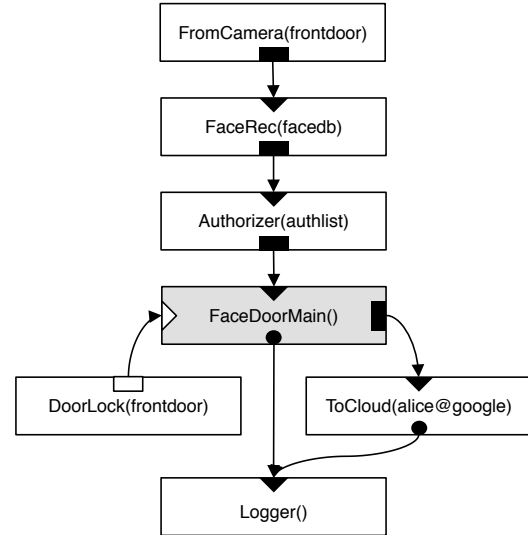 FromCamera(frontdoor)
FaceRec(facedb)
Authorizer(authlist)
FaceDoorMain()
DoorLock(frontdoor)
ToCloud(alice@google)
Logger()